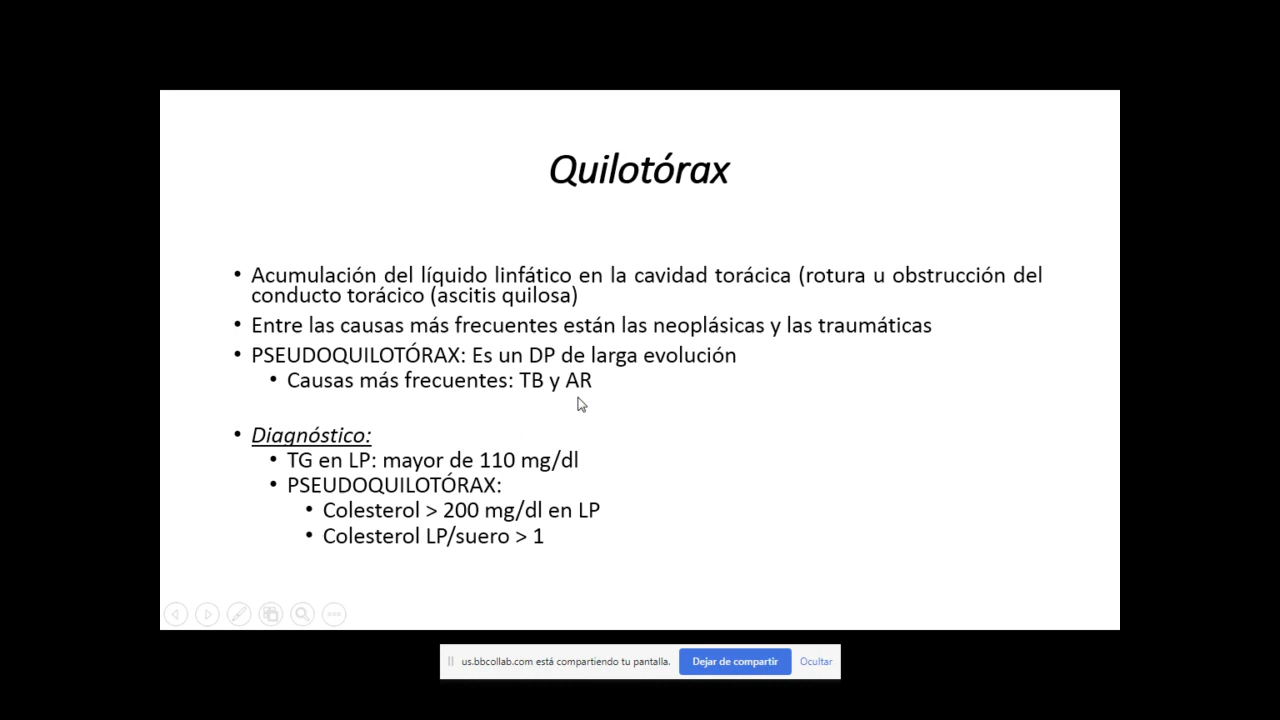 Quilotórax
• Acumulación del líquido linfático en la cavidad torácica (rotura u obstrucción del
conducto torácico (ascitis quilosa)
• Entre las causas más frecuentes están las neoplásicas y las traumáticas
• PSEUDOQUILOTÓRAX: Es un DP de larga evolución
• Causas más frecuentes: TB y AR
• Diagnóstico:
• TG en LP: mayor de 110 mg/dl
• PSEUDOQUILOTÓRAX:
• Colesterol > 200 mg/dl en LP
• Colesterol LP/suero > 1
us.bbcollab.com está compartiendo tu pantalla. Dejar de compartir Ocultar